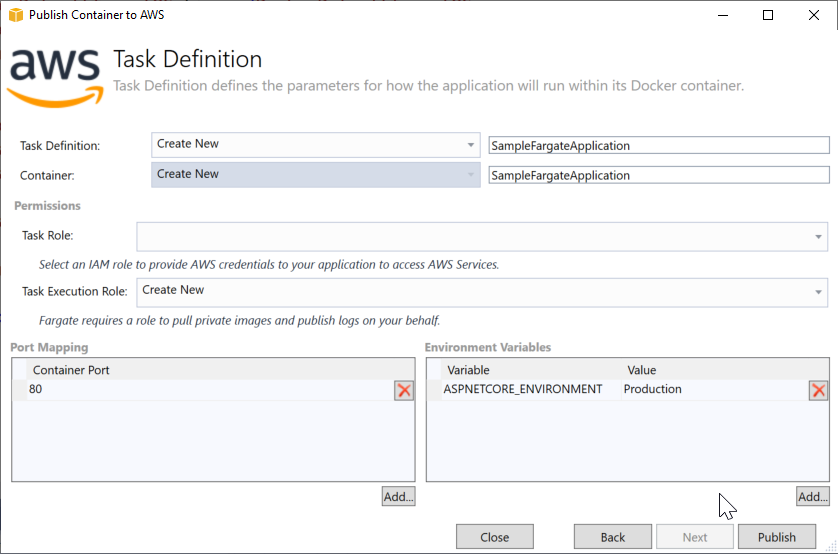 Publish Container to AWS
aws
Task Definition
Task Definition defines the parameters for how the application will run within its Docker container.
Task Definition: Create New SampleFargateApplication
Container: Create New SampleFargateApplication
Permissions
Task Role:
Select an IAM role to provide AWS credentials to your application to access AWS Services.
Task Execution Role: Create New
Fargate requires a role to pull private images and publish logs on your behalf.
Port Mapping Environment Variables
Container Port Variable Value
80 ASPNETCORE_ENVIRONMENT Production
Add... Add...
Close Back Next Publish